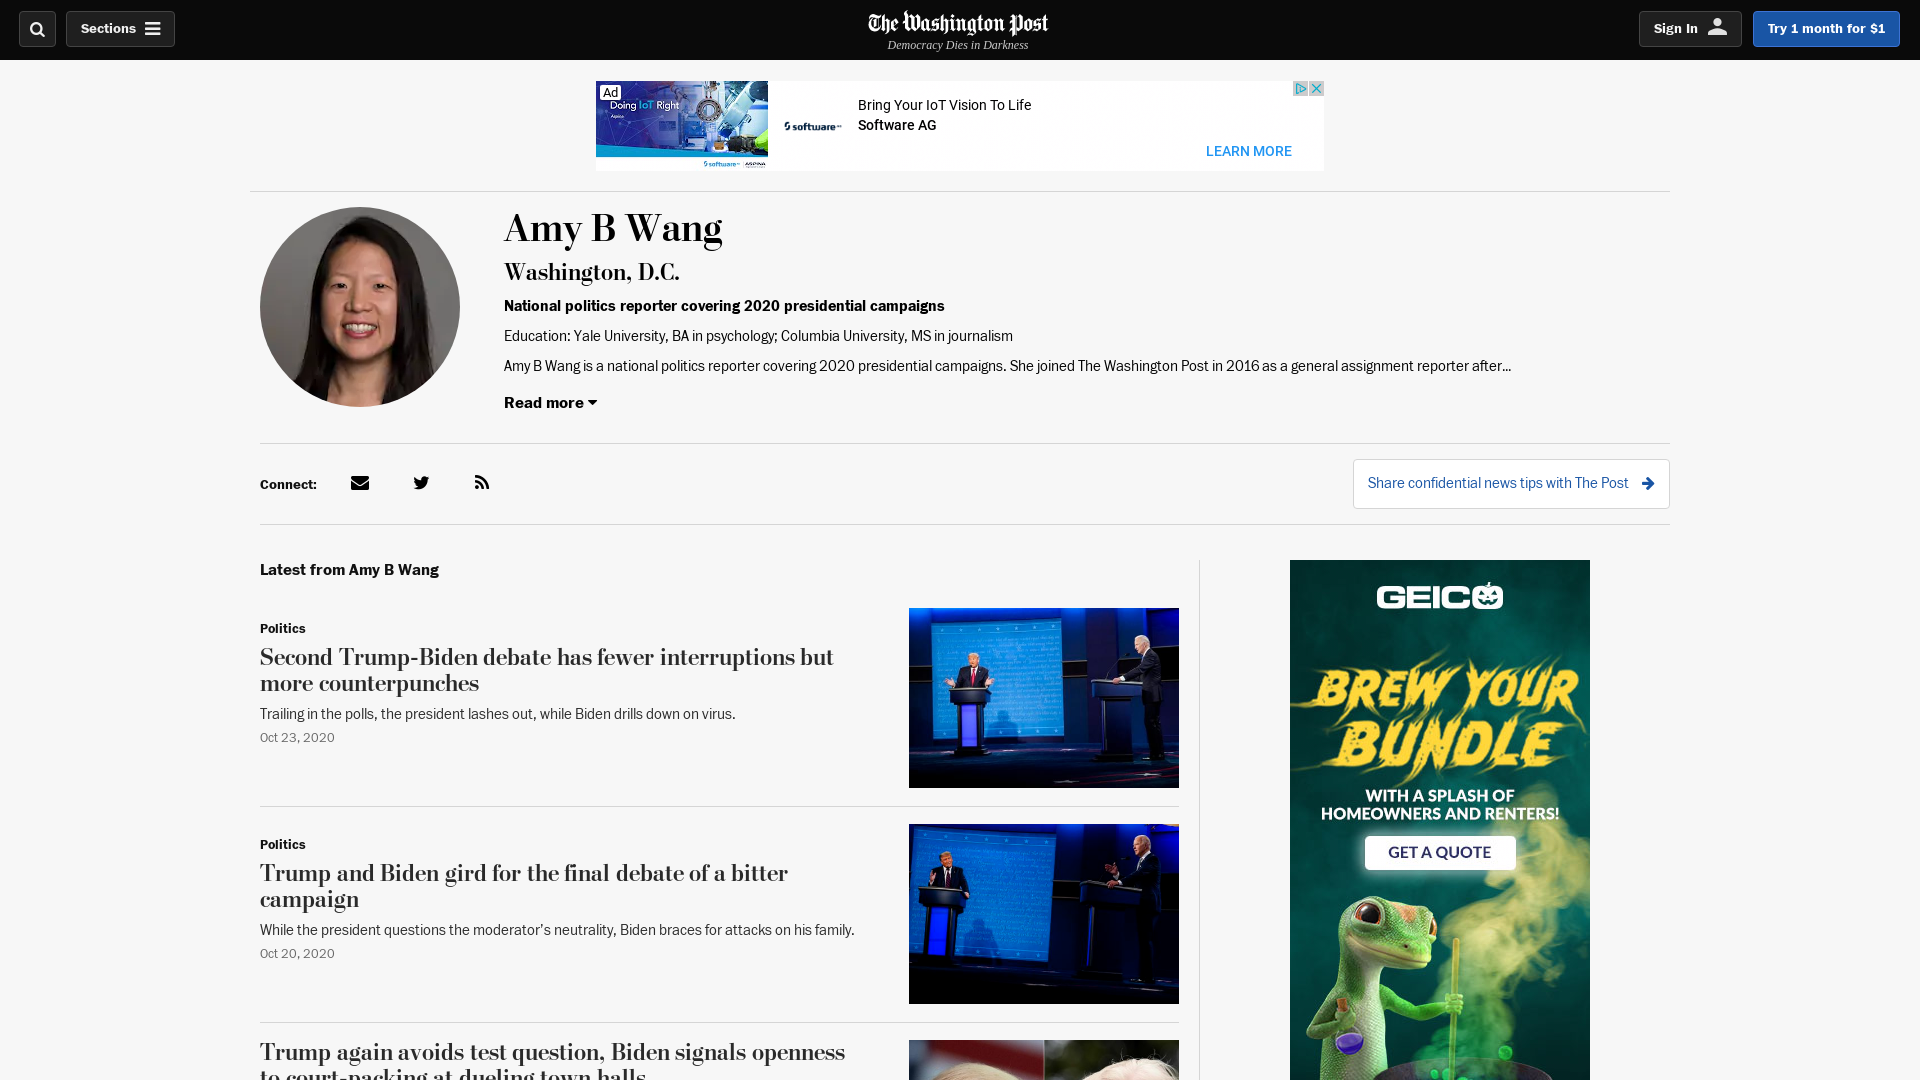 Sections
The Washington Post
Democracy Dies in Darkness
Sign In
Try 1 month for $1
Ad
Doing IoT Right
software AG
Bring Your IoT Vision To Life
Software AG
LEARN MORE
Amy B Wang
Washington, D.C.
National politics reporter covering 2020 presidential campaigns
Education: Yale University, BA in psychology; Columbia University, MS in journalism
Amy B Wang is a national politics reporter covering 2020 presidential campaigns. She joined The Washington Post in 2016 as a general assignment reporter after...
Read more
Connect:
Share confidential news tips with The Post
Latest from Amy B Wang
Politics
Second Trump-Biden debate has fewer interruptions but
more counterpunches
Trailing in the polls, the president lashes out, while Biden drills down on virus.
Oct 23, 2020
Politics
Trump and Biden gird for the final debate of a bitter
campaign
While the president questions the moderator's neutrality, Biden braces for attacks on his family.
Oct 20, 2020
Trump again avoids test question, Biden signals openness
to court-packing at dueling town halls
GEICO
BREW YOUR
BUNDLE
WITH A SPLASH OF
HOMEOWNERS AND RENTERS!
GET A QUOTE